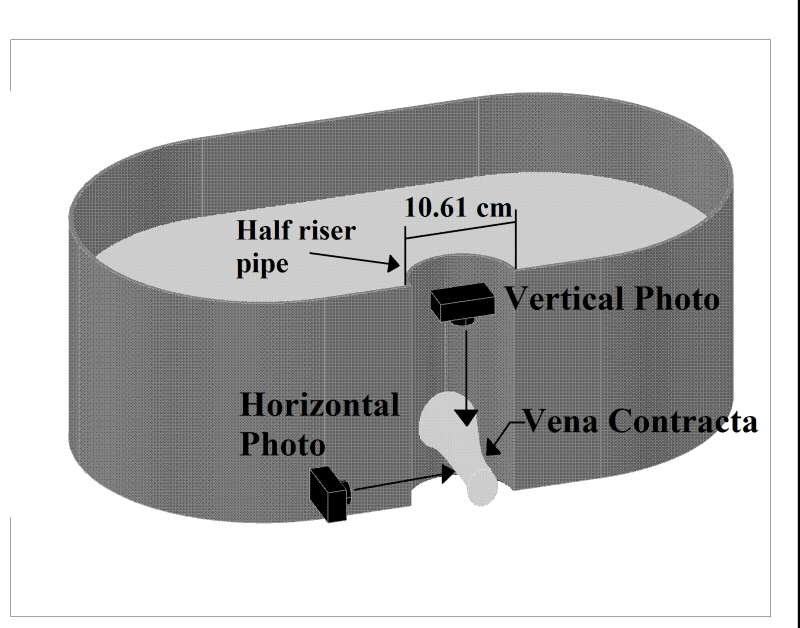 10.61 cm
Half riser
pipe
Vertical Photo
Horizontal
Photo
Vena Contracta